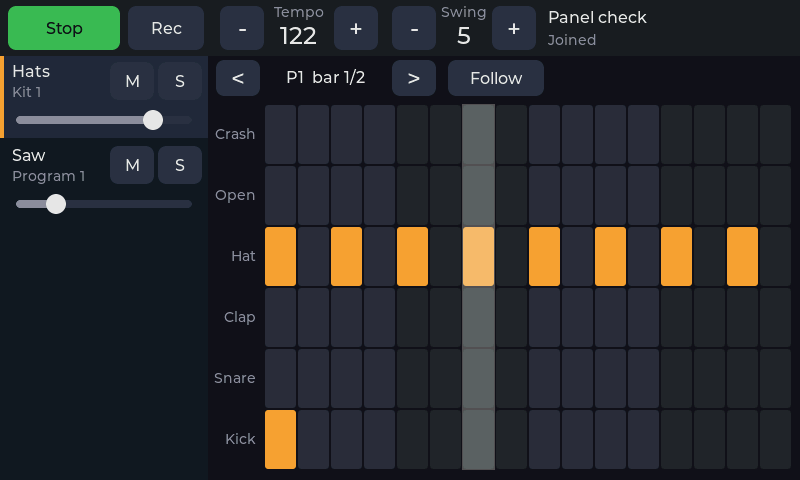 Stop
Rec
-
Tempo
122
+
-
Swing
5
+
Panel check
Joined
Hats
Kit 1
M
S
<
P1 bar 1/2
>
Follow
Saw
Program 1
M
S
Crash
Open
Hat
Clap
Snare
Kick